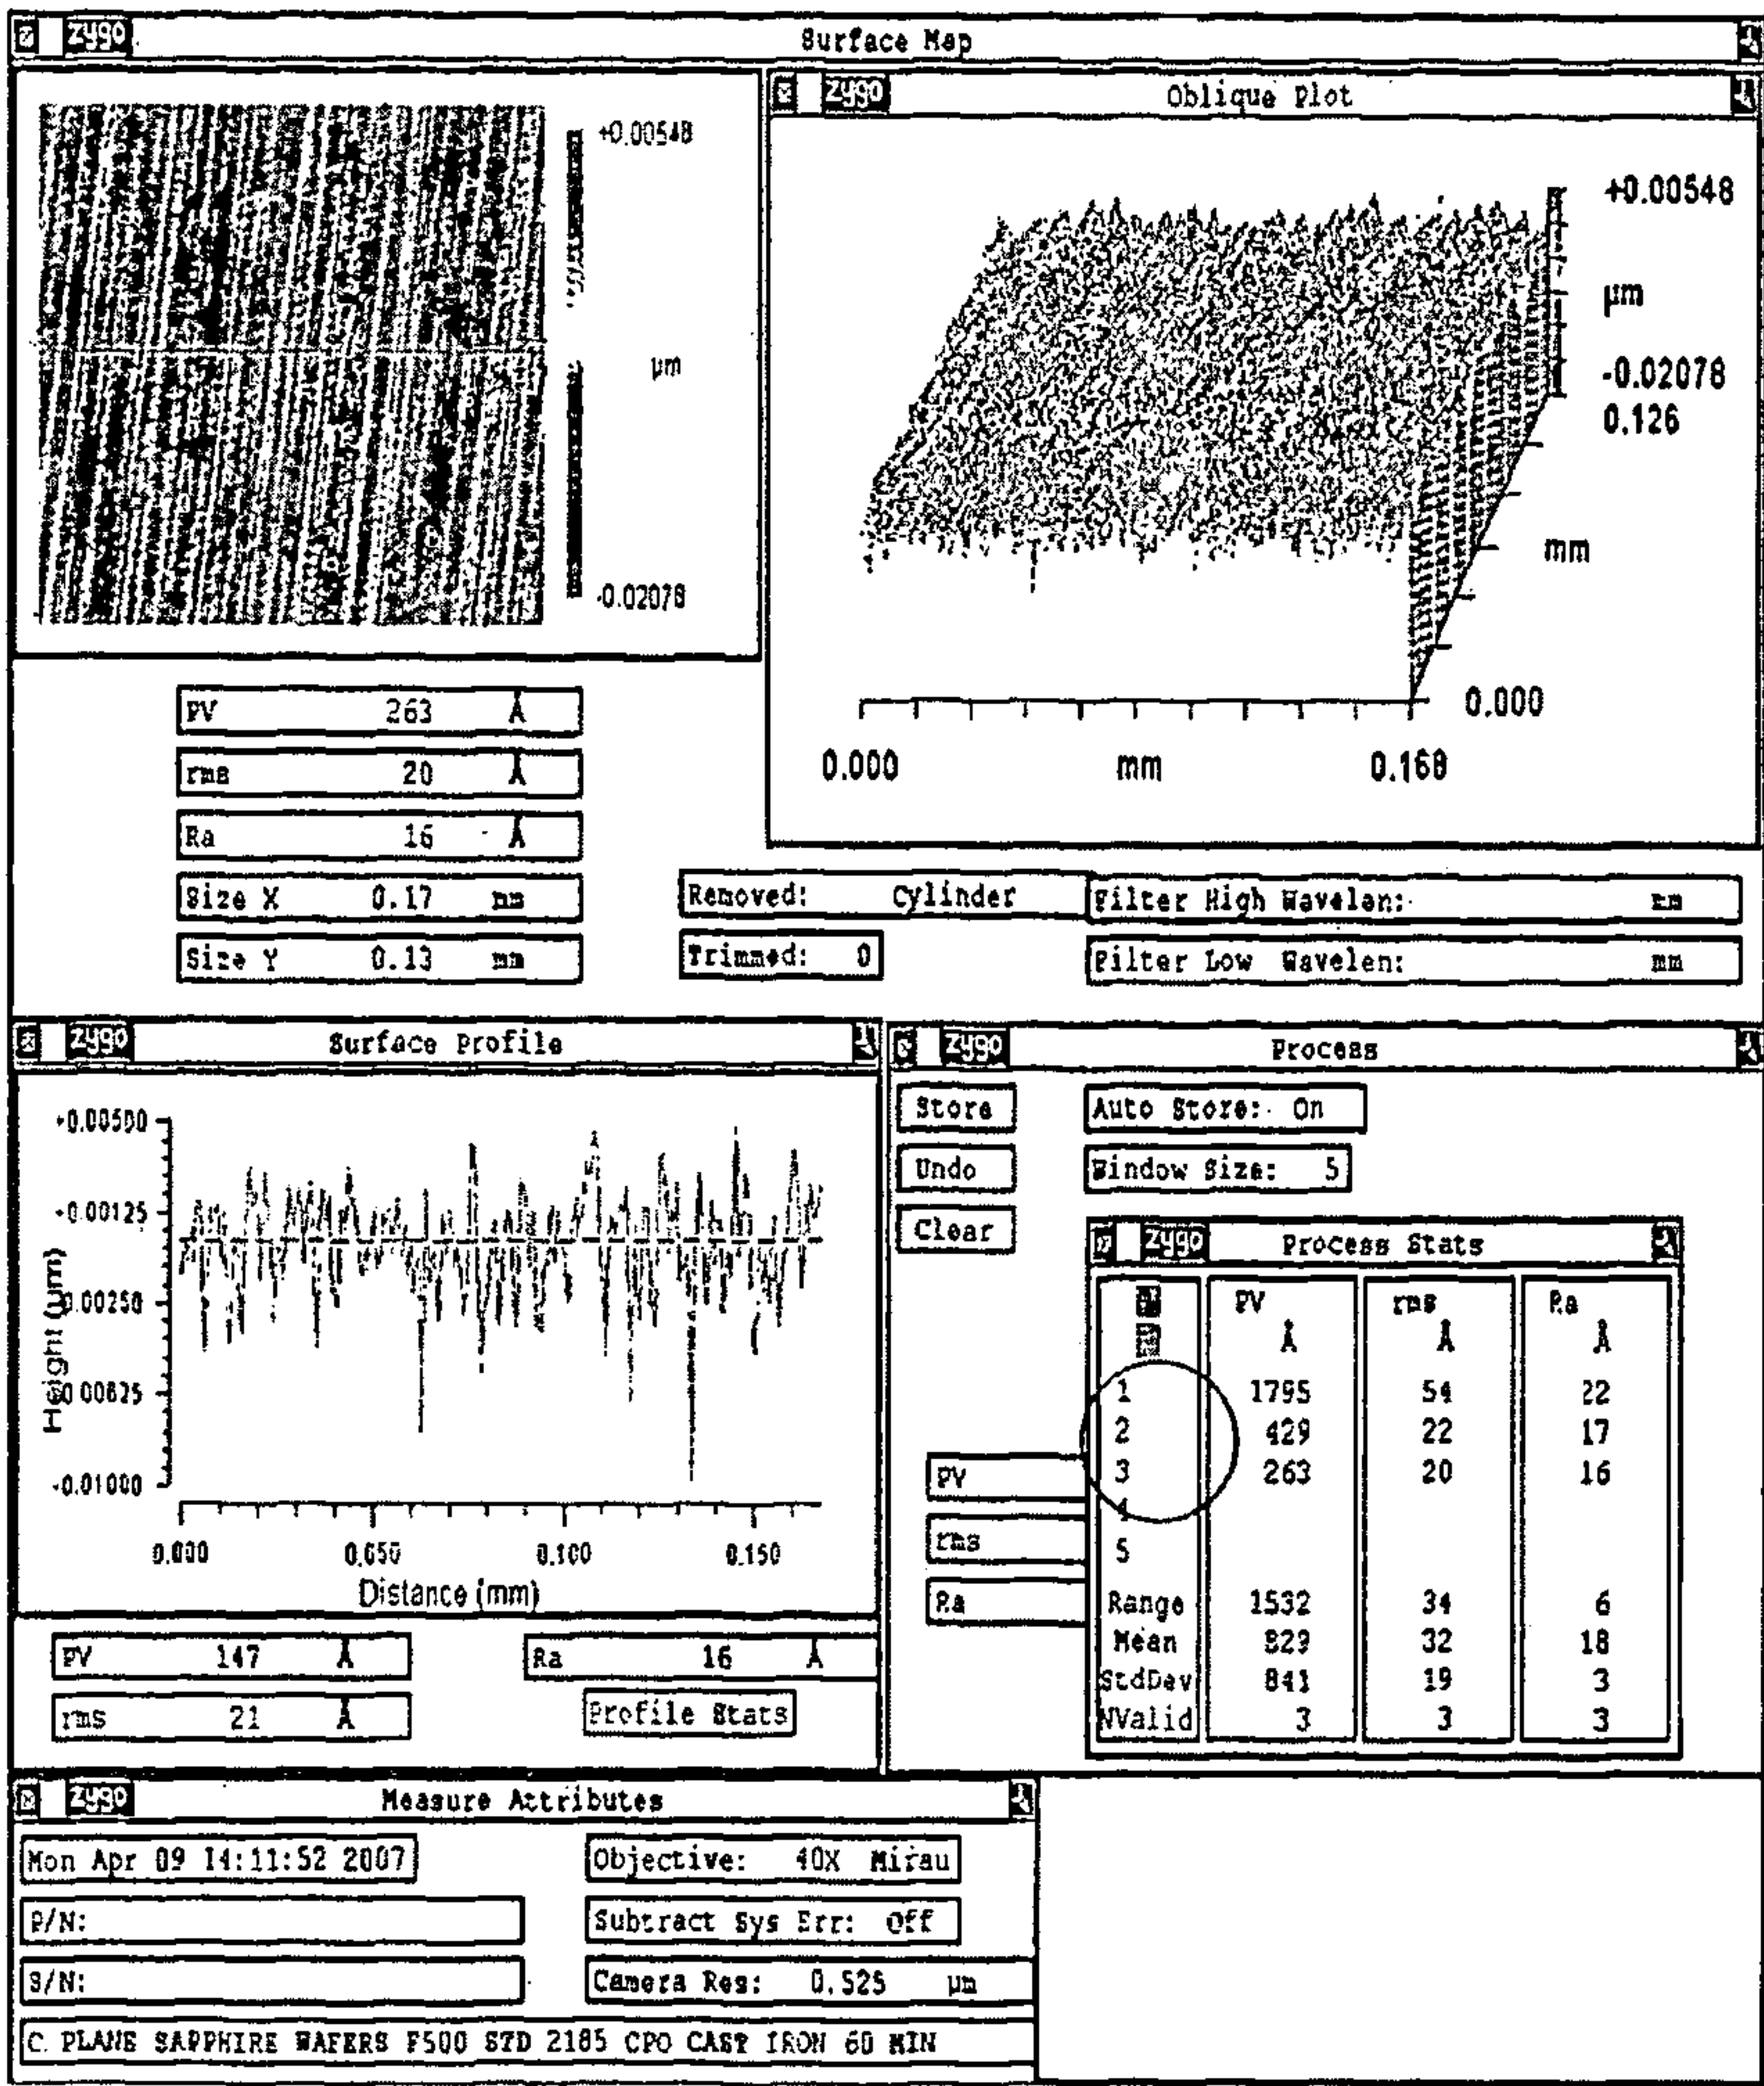 zygo Surface Map
+0.00548
µm
-0.02078
zygo Oblique Plot
+0.00548
µm
-0.02078
0.126
mm
0.000
0.000 mm 0.168
PV 263 Å
rms 20 Å
Ra 16 Å
Size X 0.17 mm
Size Y 0.13 mm
Removed: Cylinder
Trimmed: 0
Filter High Wavelen: mm
Filter Low Wavelen: mm
zygo Surface Profile
+0.00500
+0.00125
-0.00250
-0.00625
-0.01000
Height (µm)
0.000 0.050 0.100 0.150
Distance (mm)
PV 147 Å
Ra 16 Å
rms 21 Å
Profile Stats
zygo Process
Store
Undo
Clear
Auto Store: On
Window Size: 5
PV
rms
Ra
zygo Process Stats
PV rms Ra
Å Å Å
1 1795 54 22
2 429 22 17
3 263 20 16
4
5
Range 1532 34 6
Mean 829 32 18
StdDev 841 19 3
NValid 3 3 3
zygo Measure Attributes
Mon Apr 09 14:11:52 2007
Objective: 40X Mirau
P/N:
Subtract Sys Err: Off
S/N:
Camera Res: 0.525 µm
C. PLANE SAPPHIRE WAFERS F500 STD 2185 CPO CAST IRON 60 MIN